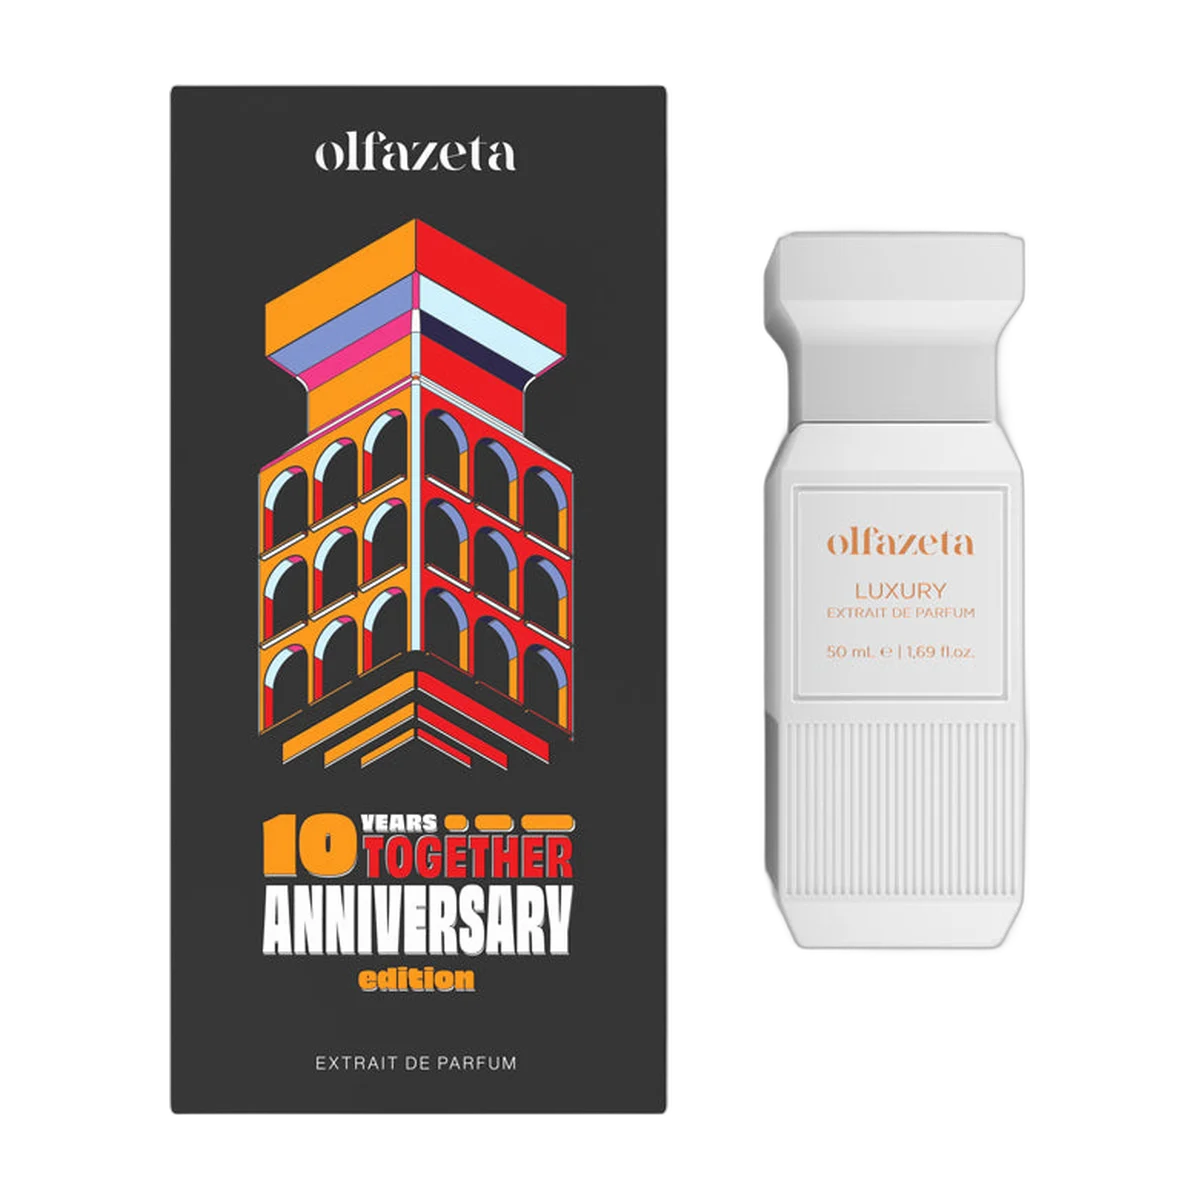 olfazeta
10 YEARS
TOGETHER
ANNIVERSARY
edition
EXTRAIT DE PARFUM
olfazeta
LUXURY
EXTRAIT DE PARFUM
50 mL ℮ | 1,69 fl.oz.